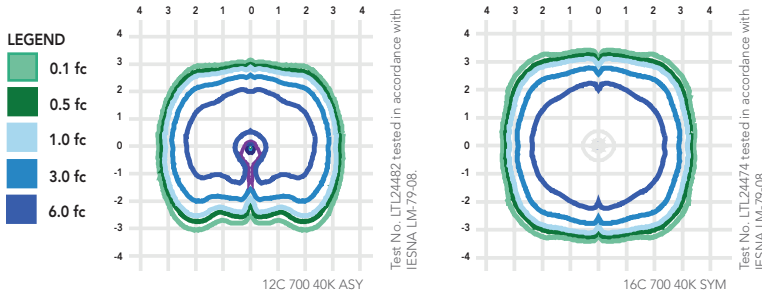 4 3 2 1 0 1 2 3 4
4
3
2
1
0
-1
-2
-3
-4
LEGEND
0.1 fc
0.5 fc
1.0 fc
3.0 fc
6.0 fc
Test No. LTL24482 tested in accordance with
IESNA LM-79-08.
12C 700 40K ASY
4 3 2 1 0 1 2 3 4
4
3
2
1
0
-1
-2
-3
-4
Test No. LTL24474 tested in accordance with
IESNA LM-79-08.
16C 700 40K SYM